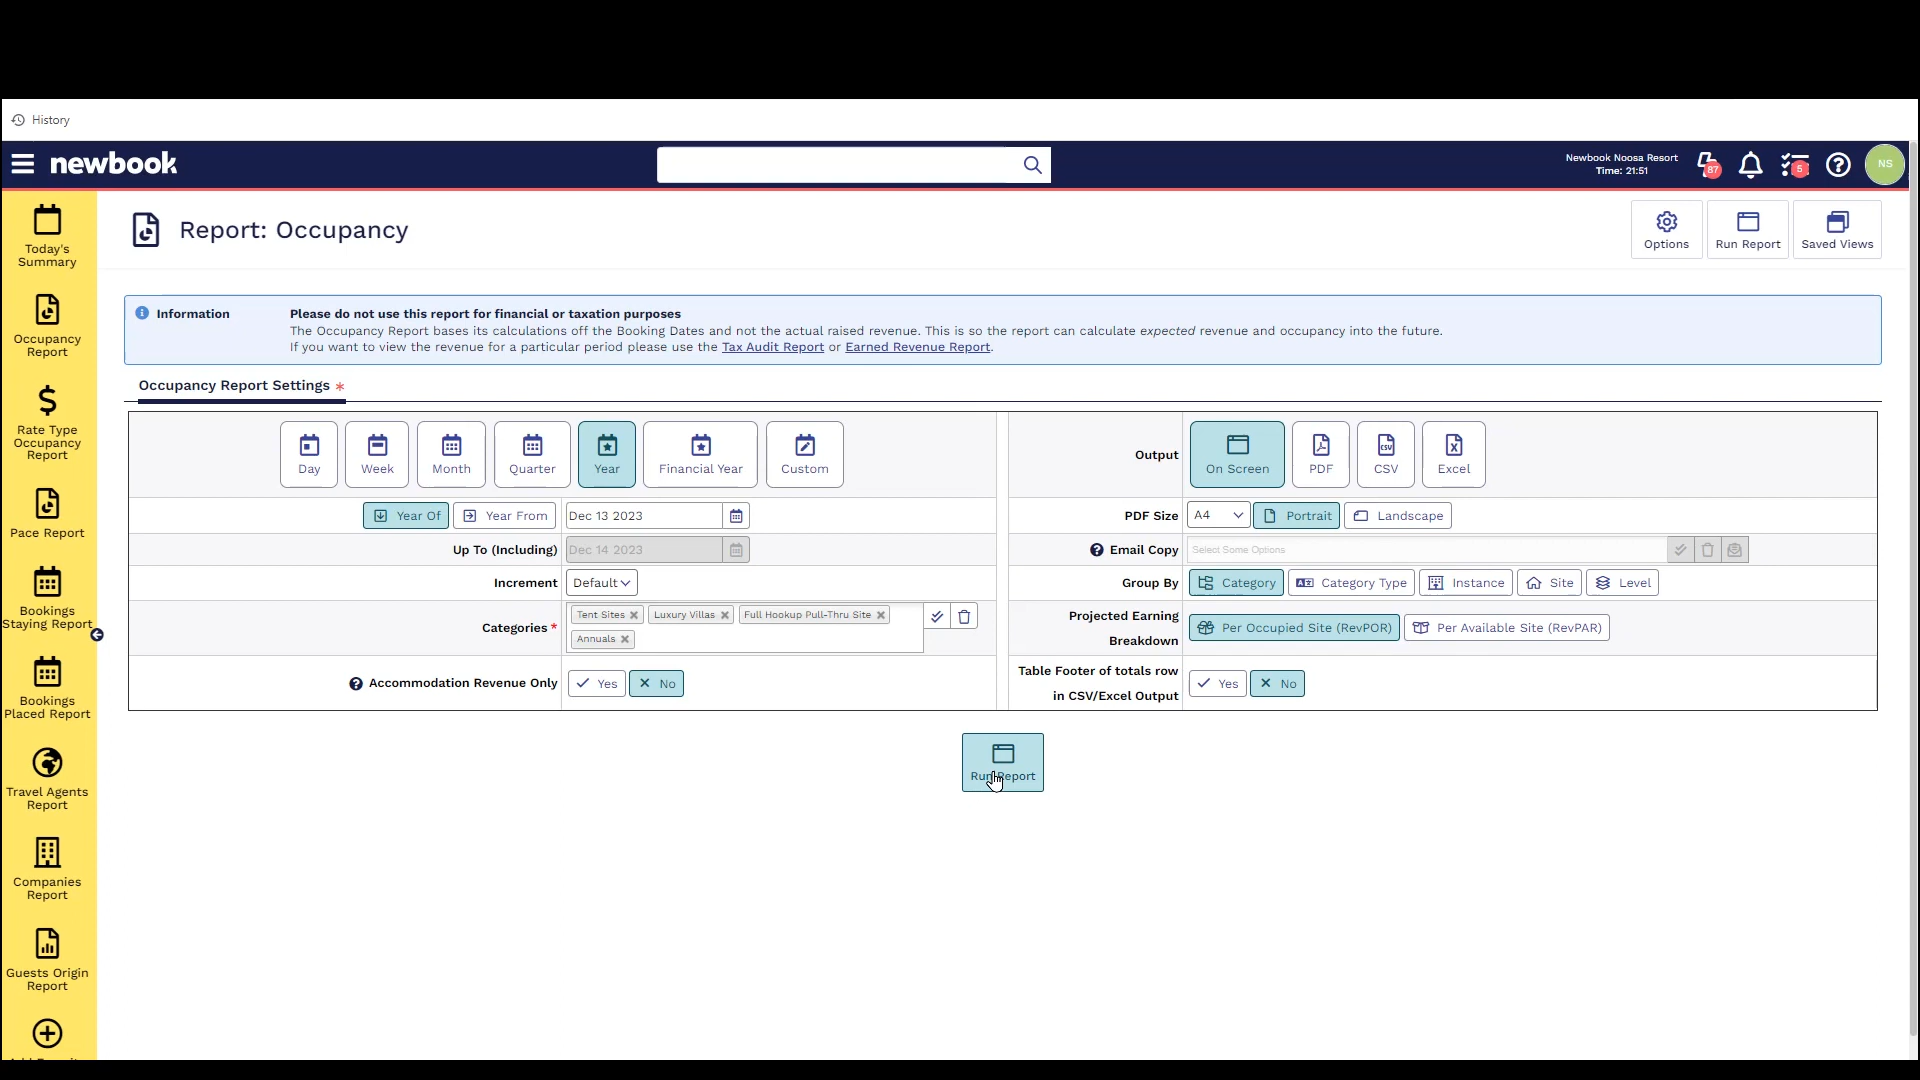 History
newbook
Newbook Noosa Resort
Time: 21:51
87
5
NS
Today's
Summary
Occupancy
Report
Rate Type
Occupancy
Report
Pace Report
Bookings
Staying Report
Bookings
Placed Report
Travel Agents
Report
Companies
Report
Guests Origin
Report
Report: Occupancy
Options
Run Report
Saved Views
Information
Please do not use this report for financial or taxation purposes
The Occupancy Report bases its calculations off the Booking Dates and not the actual raised revenue. This is so the report can calculate expected revenue and occupancy into the future.
If you want to view the revenue for a particular period please use the Tax Audit Report or Earned Revenue Report.
Occupancy Report Settings *
Day Week Month Quarter Year Financial Year Custom
Year Of Year From Dec 13 2023
Up To (Including) Dec 14 2023
Increment Default
Categories * Tent Sites Luxury Villas Full Hookup Pull-Thru Site
Annuals
Accommodation Revenue Only Yes No
Output On Screen PDF CSV Excel
PDF Size A4 Portrait Landscape
Email Copy Select Some Options
Group By Category Category Type Instance Site Level
Projected Earning
Breakdown
Per Occupied Site (RevPOR) Per Available Site (RevPAR)
Table Footer of totals row
in CSV/Excel Output
Yes No
Run Report